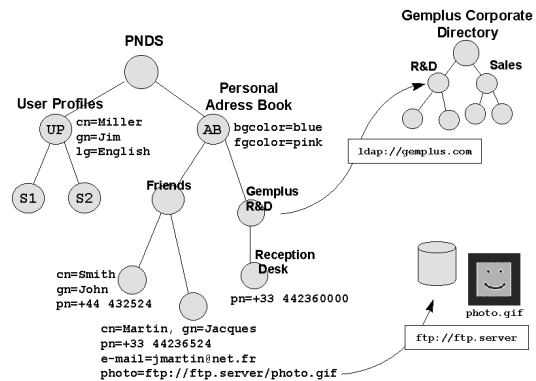 PNDS
Gemplus Corporate
Directory
R&D
Sales
User Profiles
Personal
Adress Book
UP
cn=Miller
gn=Jim
lg=English
AB
bgcolor=blue
fgcolor=pink
ldap://gemplus.com
S1
S2
Friends
Gemplus
R&D
Reception
Desk
cn=Smith
gn=John
pn=+44 432524
pn=+33 442360000
cn=Martin, gn=Jacques
pn=+33 44236524
e-mail=jmartin@net.fr
photo=ftp://ftp.server/photo.gif
photo.gif
ftp://ftp.server